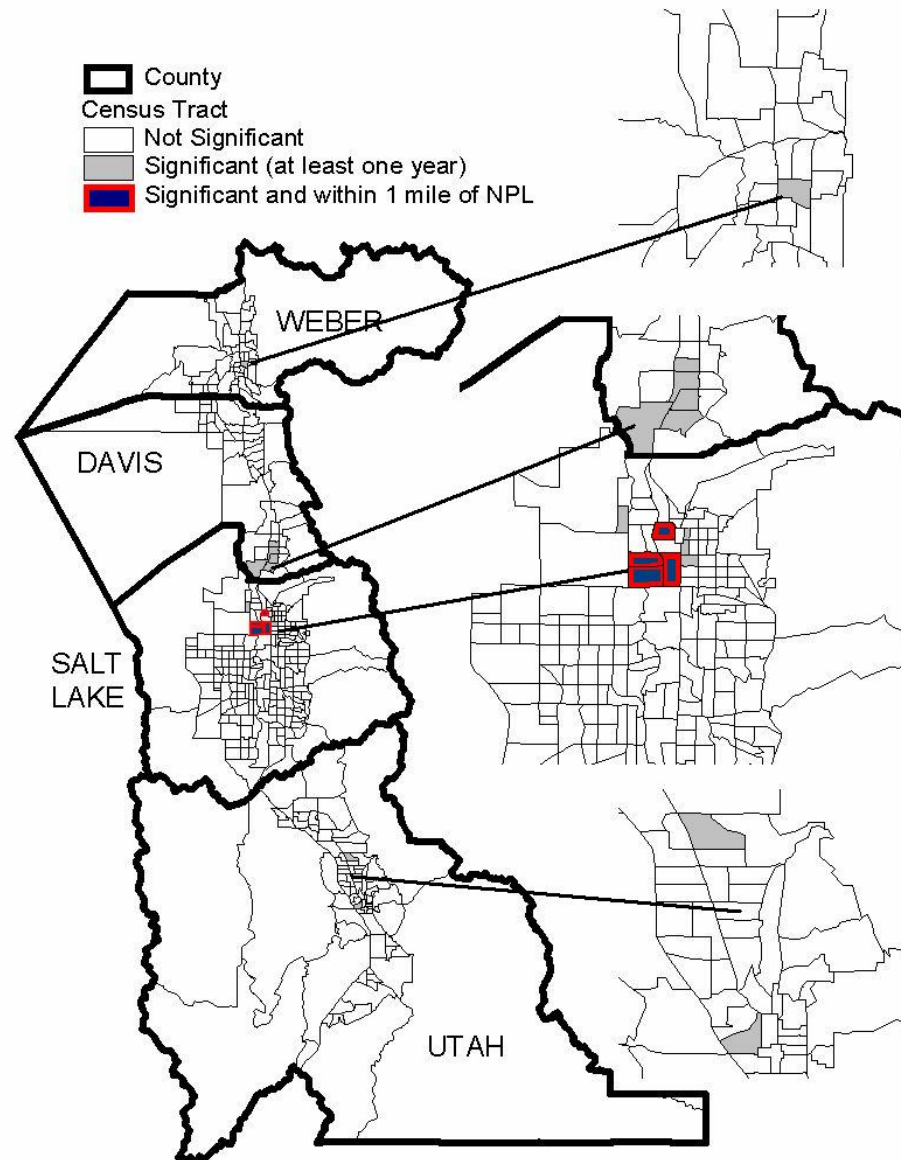 County
Census Tract
Not Significant
Significant (at least one year)
Significant and within 1 mile of NPL
WEBER
DAVIS
SALT
LAKE
UTAH